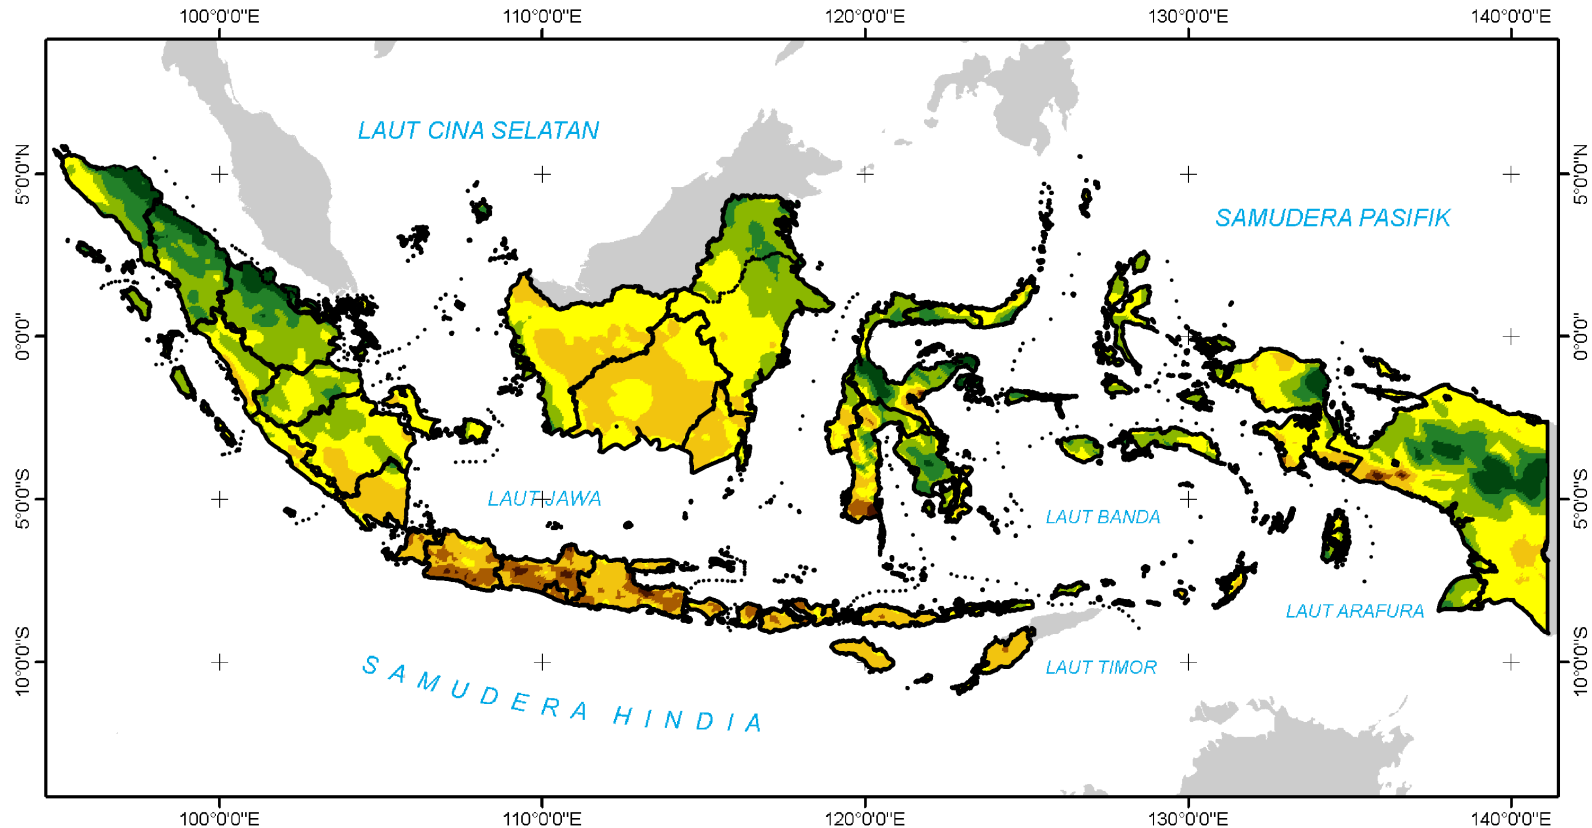 100°0'0"E 110°0'0"E 120°0'0"E 130°0'0"E 140°0'0"E
LAUT CINA SELATAN
5°0'0"N 5°0'0"N
SAMUDERA PASIFIK
0°0'0" 0°0'0"
LAUT JAWA
LAUT BANDA
5°0'0"S 5°0'0"S
LAUT ARAFURA
LAUT TIMOR
10°0'0"S 10°0'0"S
SAMUDERA HINDIA
100°0'0"E 110°0'0"E 120°0'0"E 130°0'0"E 140°0'0"E